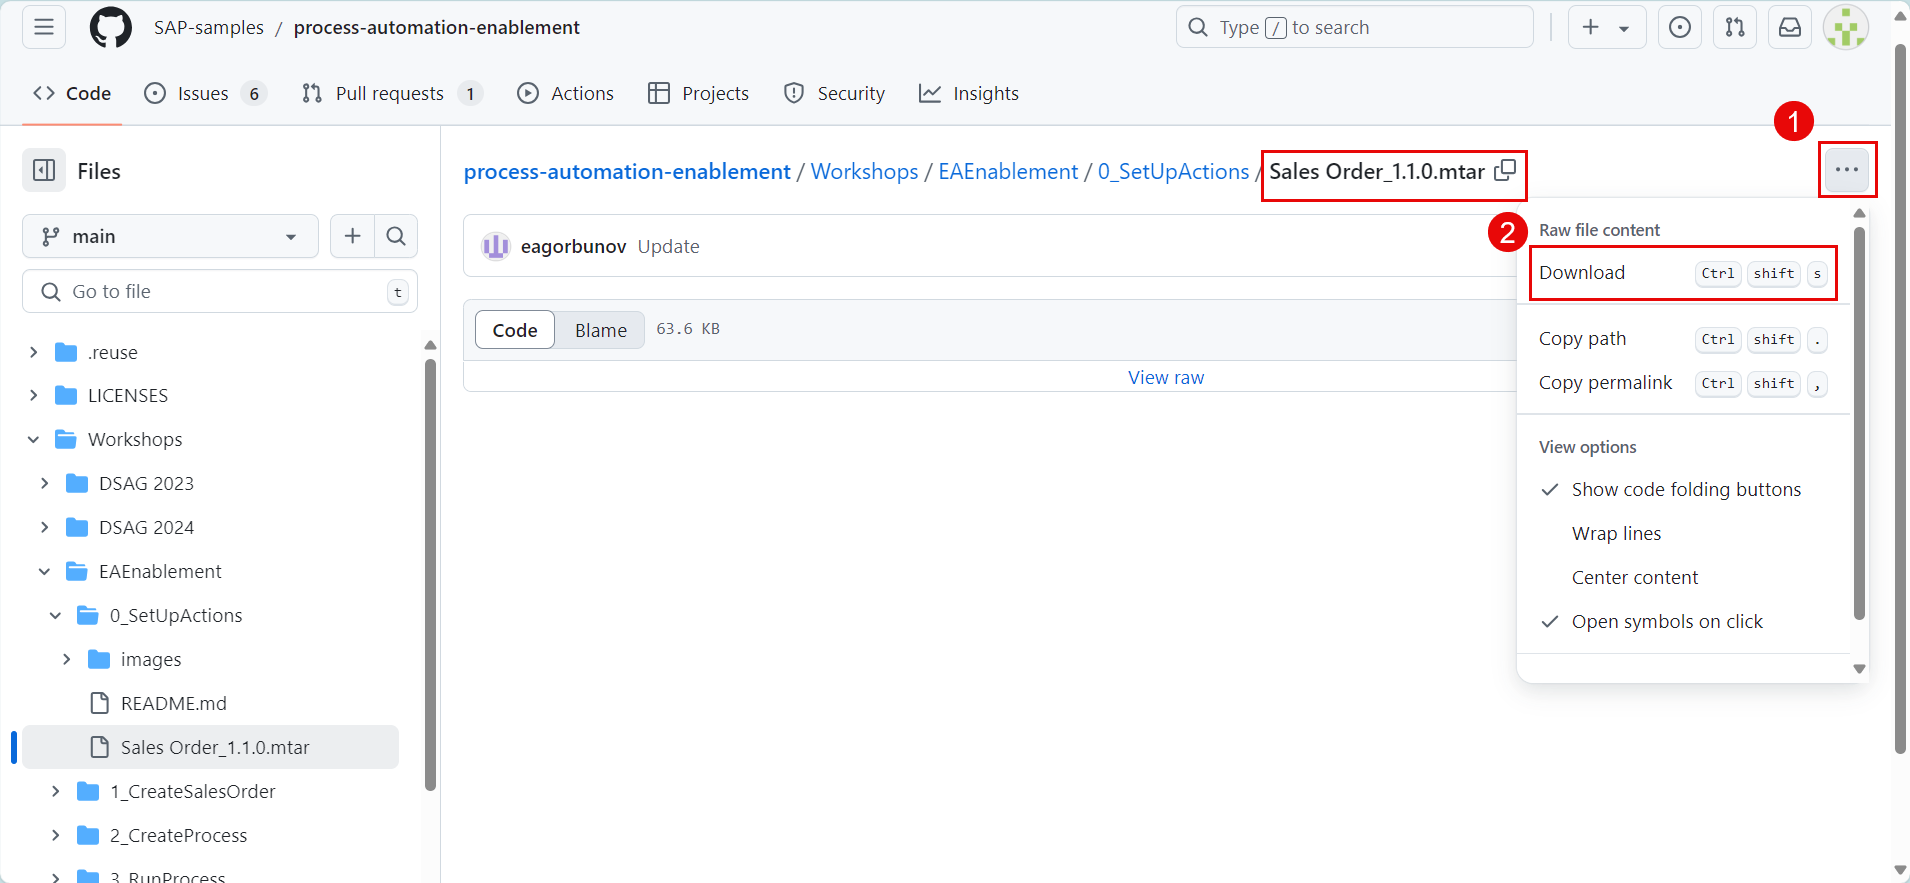 SAP-samples / process-automation-enablement
Type / to search
Code
Issues 6
Pull requests 1
Actions
Projects
Security
Insights
1
Files
main
Go to file
t
.reuse
LICENSES
Workshops
DSAG 2023
DSAG 2024
EAEnablement
0_SetUpActions
images
README.md
Sales Order_1.1.0.mtar
1_CreateSalesOrder
2_CreateProcess
3_RunProcess
process-automation-enablement / Workshops / EAEnablement / 0_SetUpActions / Sales Order_1.1.0.mtar
eagorbunov Update
Code Blame 63.6 KB
View raw
2
Raw file content
Download Ctrl shift s
Copy path Ctrl shift .
Copy permalink Ctrl shift ,
View options
Show code folding buttons
Wrap lines
Center content
Open symbols on click